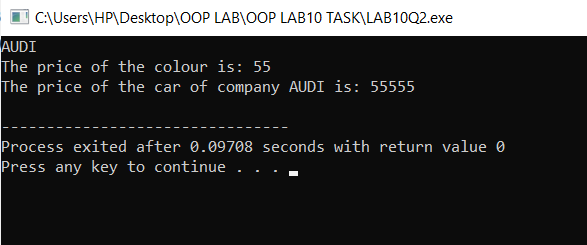 C:\Users\HP\Desktop\OOP LAB\OOP LAB10 TASK\LAB10Q2.exe
AUDI
The price of the colour is: 55
The price of the car of company AUDI is: 55555
--------------------------------
Process exited after 0.09708 seconds with return value 0
Press any key to continue . . .